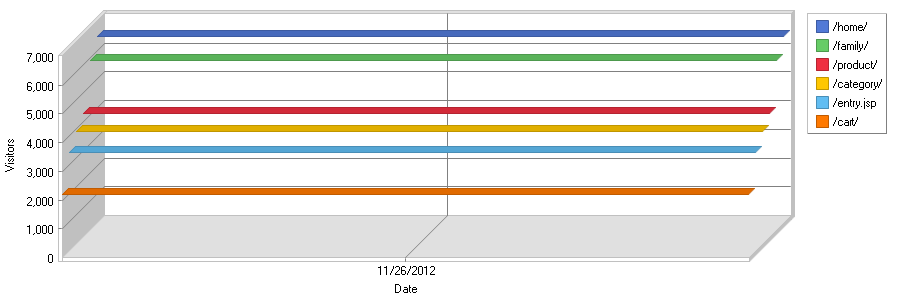 7,000
6,000
5,000
4,000
3,000
2,000
1,000
0
Visitors
11/26/2012
Date
/home/
/family/
/product/
/category/
/entry.jsp
/cart/